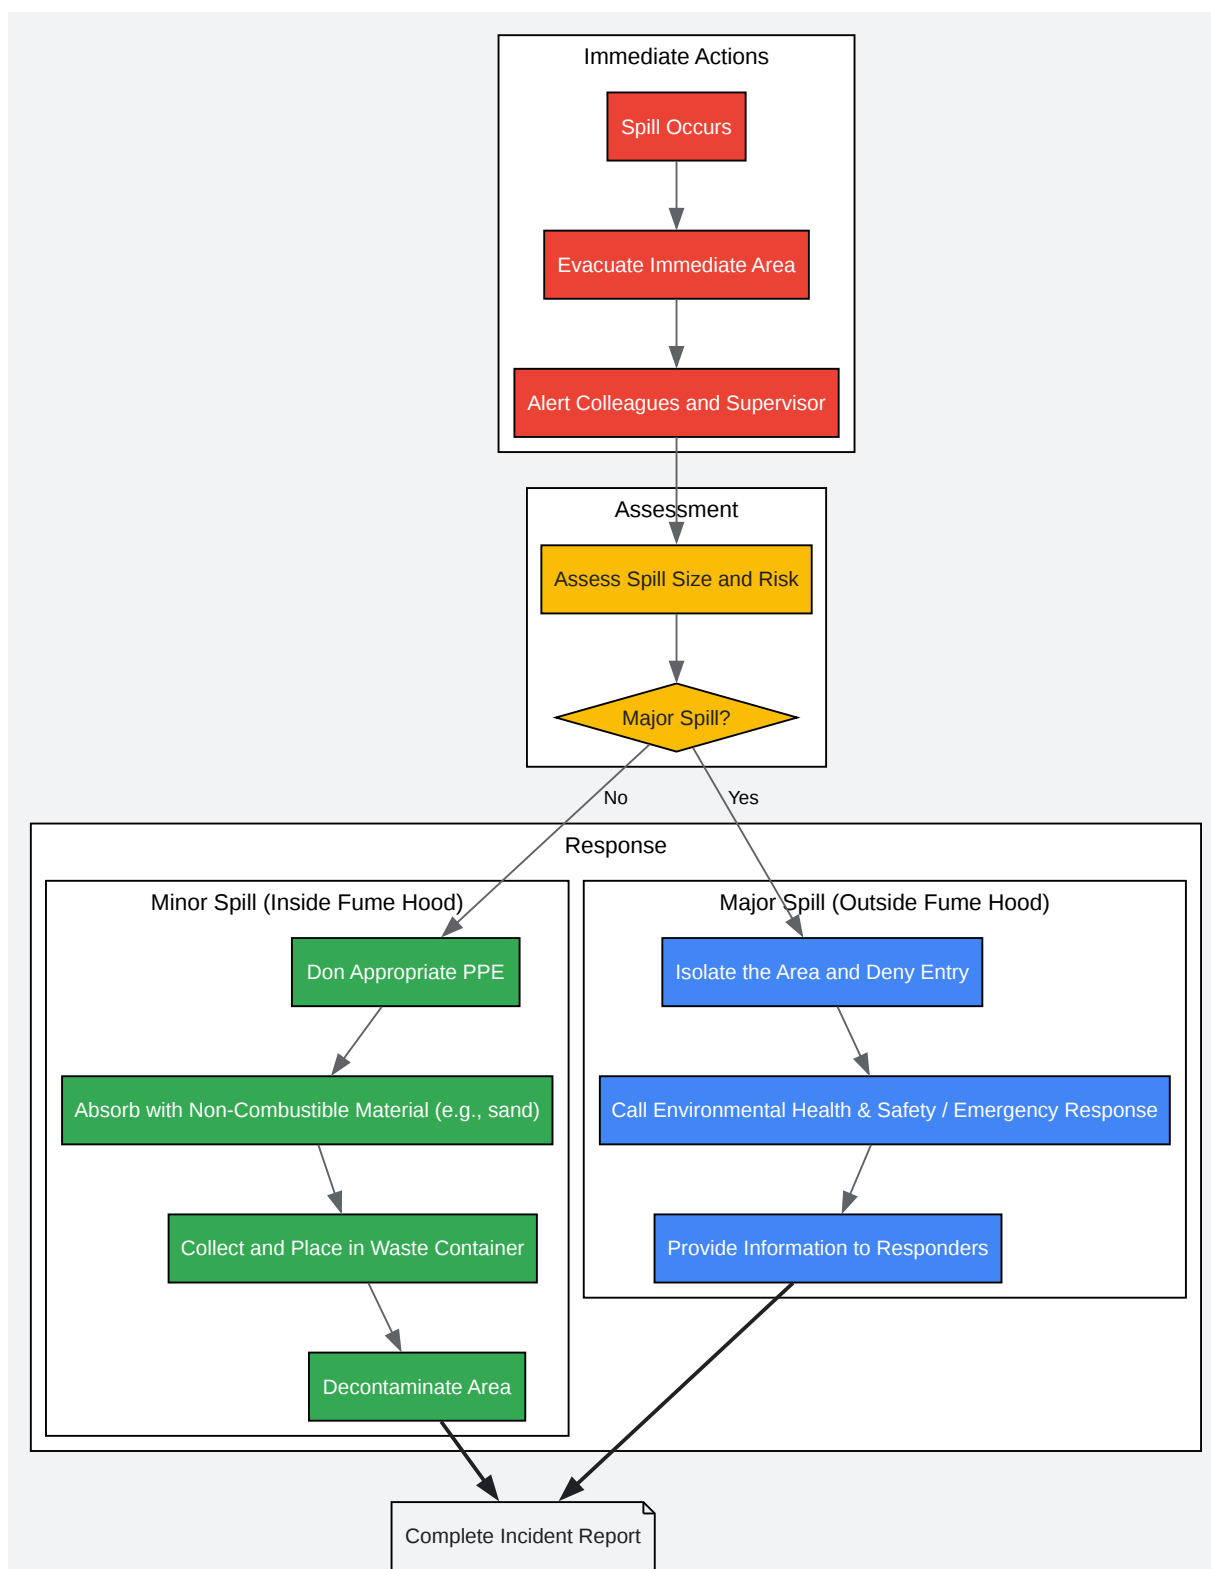 Immediate Actions
Spill Occurs
Evacuate Immediate Area
Alert Colleagues and Supervisor
Assessment
Assess Spill Size and Risk
Major Spill?
No
Yes
Response
Minor Spill (Inside Fume Hood)
Don Appropriate PPE
Absorb with Non-Combustible Material (e.g., sand)
Collect and Place in Waste Container
Decontaminate Area
Major Spill (Outside Fume Hood)
Isolate the Area and Deny Entry
Call Environmental Health & Safety / Emergency Response
Provide Information to Responders
Complete Incident Report